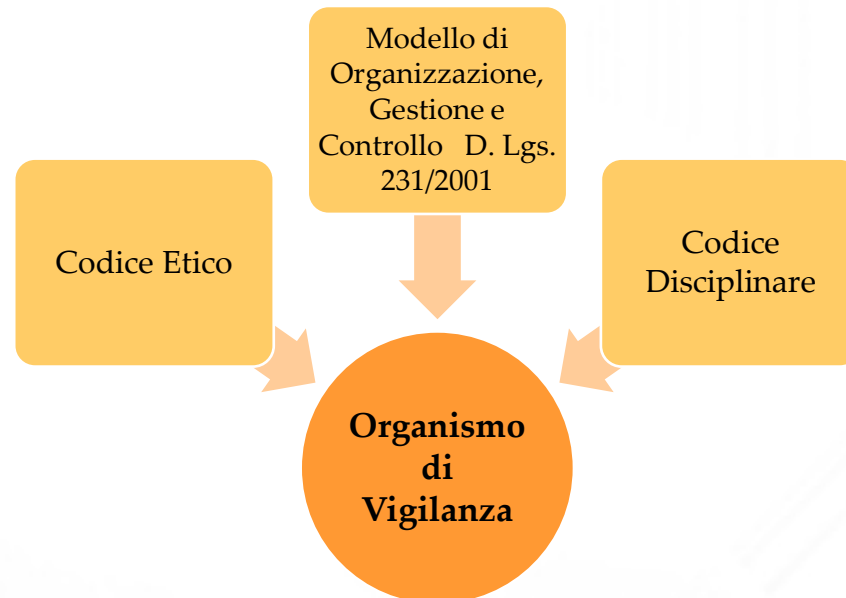 Modello di
Organizzazione,
Gestione e
Controllo D. Lgs.
231/2001
Codice Etico
Codice
Disciplinare
Organismo
di
Vigilanza